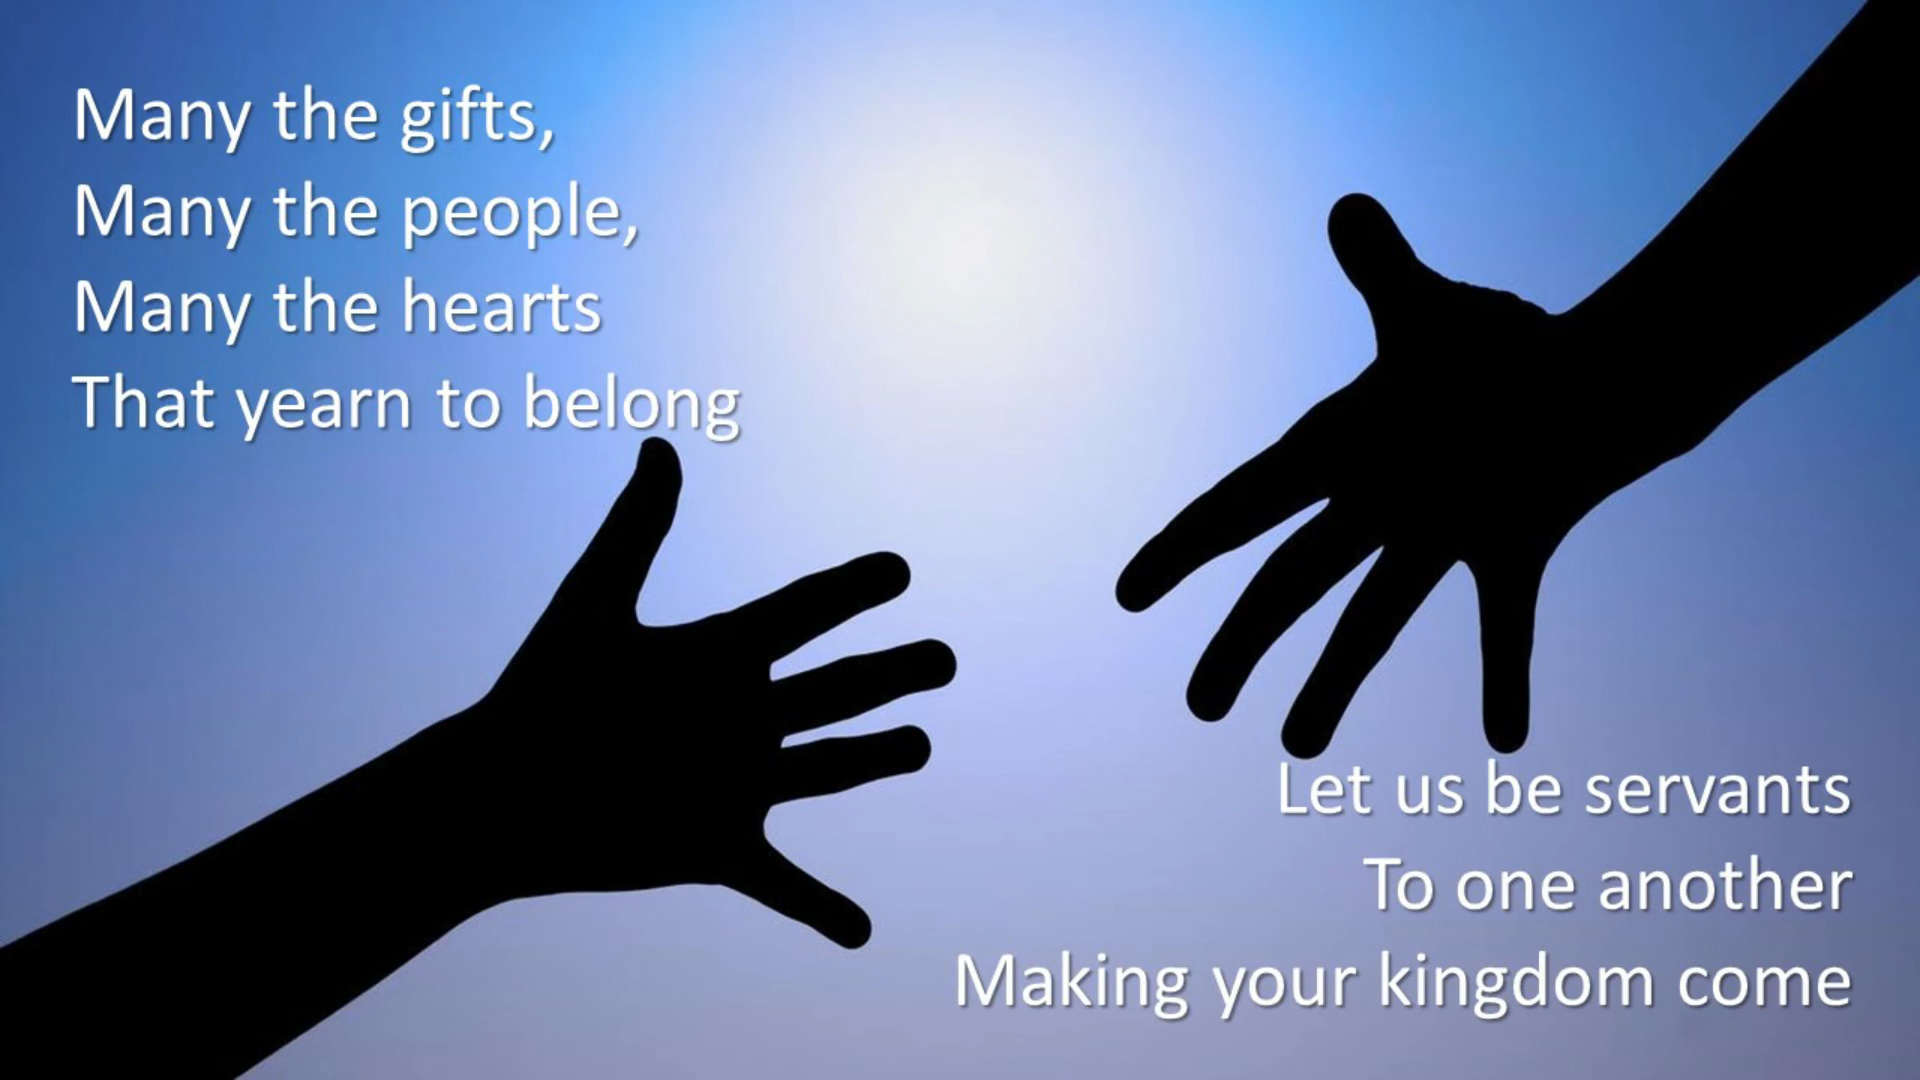 Many the gifts,
Many the people,
Many the hearts
That yearn to belong
Let us be servants
To one another
Making your kingdom come